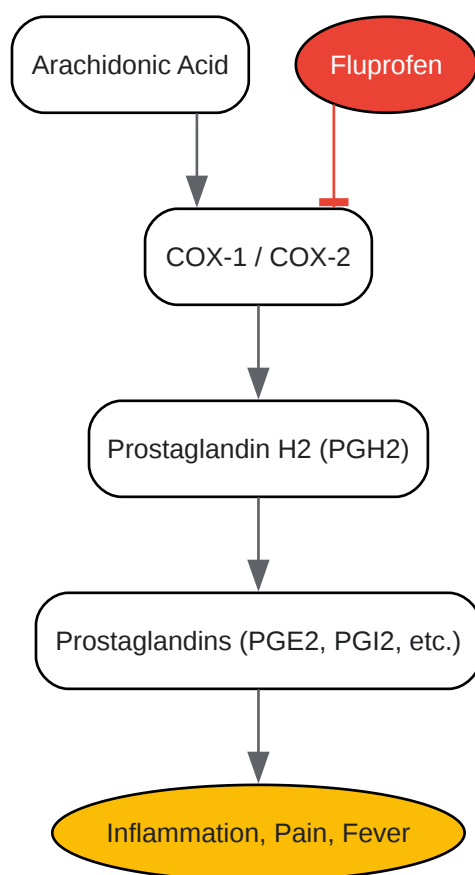 Arachidonic Acid
Fluprofen
COX-1 / COX-2
Prostaglandin H2 (PGH2)
Prostaglandins (PGE2, PGI2, etc.)
Inflammation, Pain, Fever